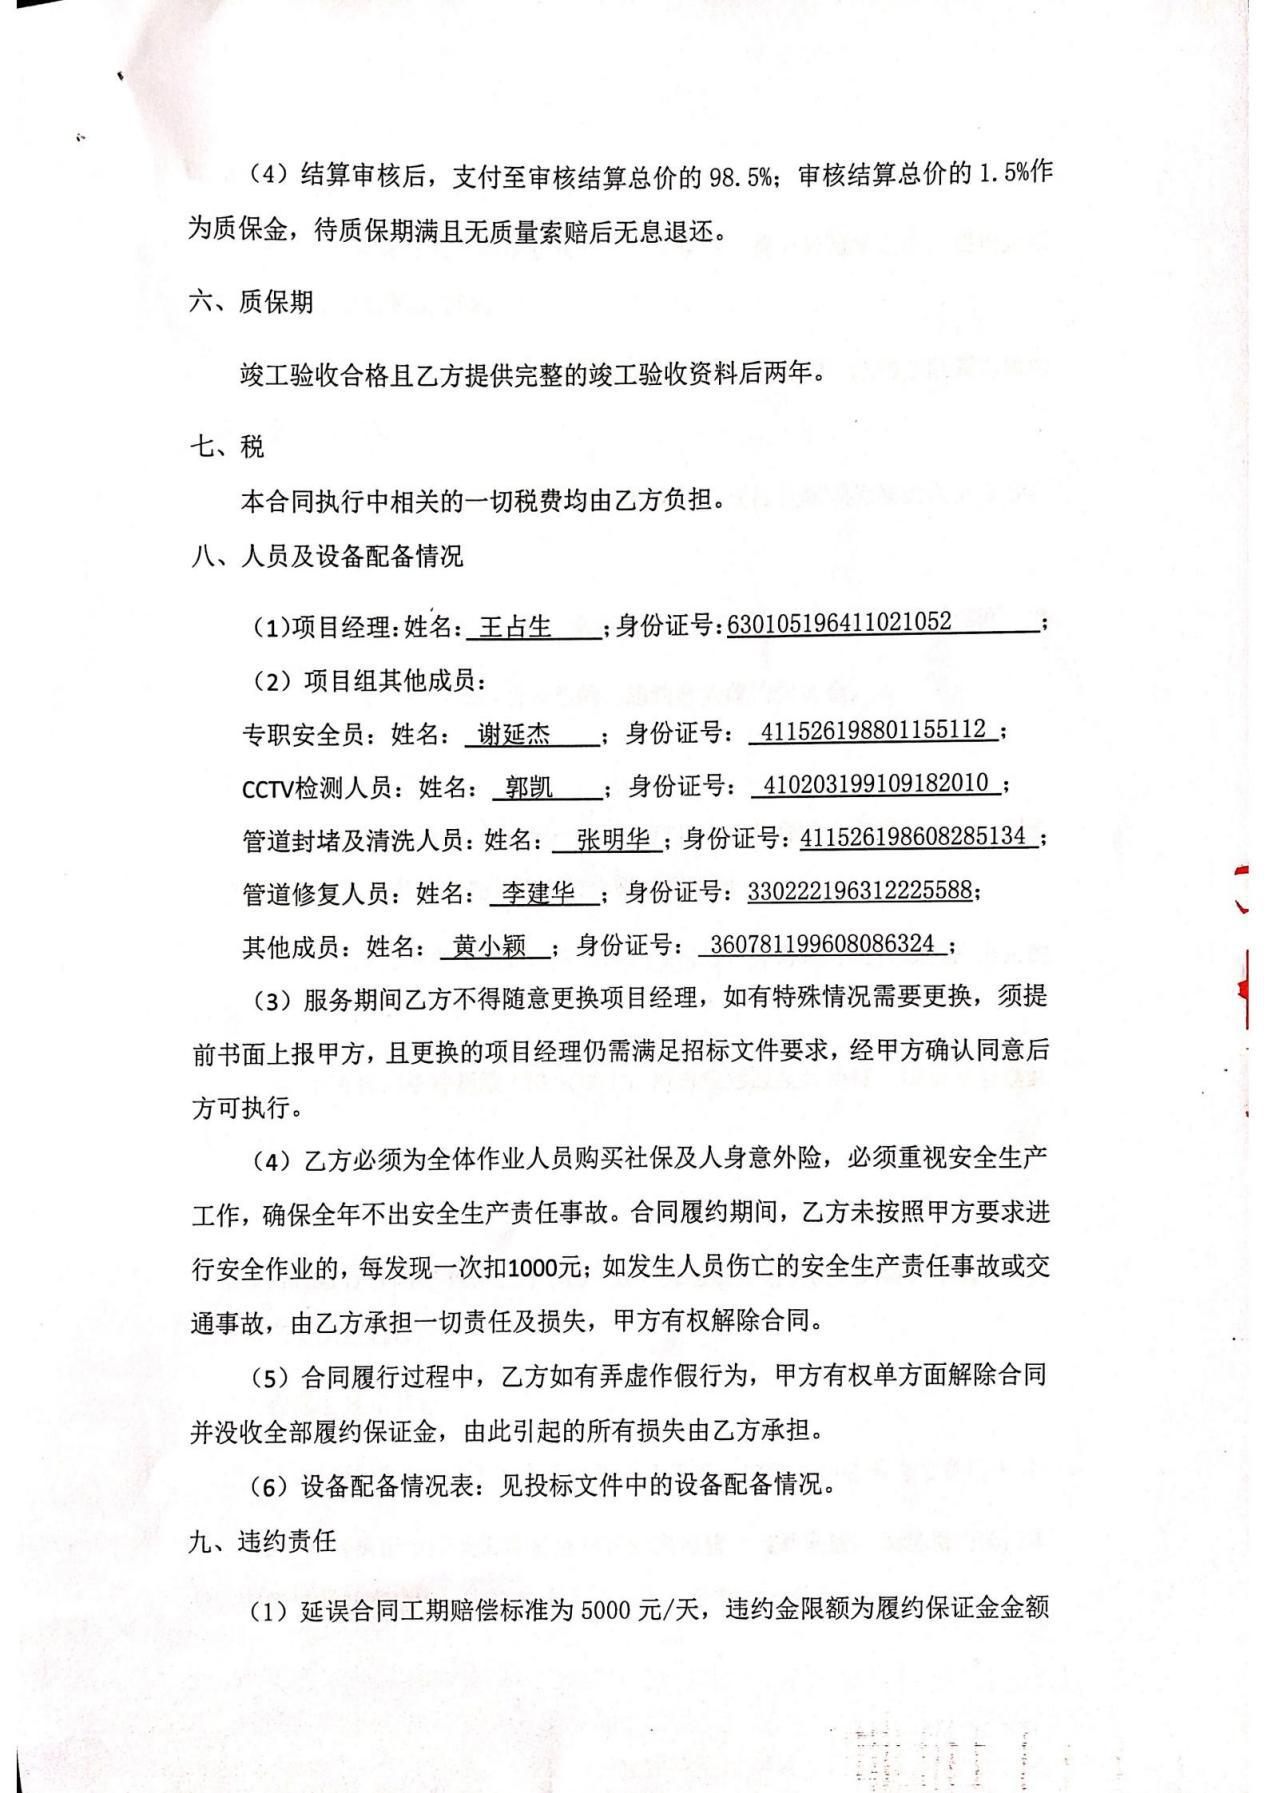 （4）结算审核后，支付至审核结算总价的 98.5%；审核结算总价的 1.5%作
为质保金，待质保期满且无质量索赔后无息退还。
六、质保期
竣工验收合格且乙方提供完整的竣工验收资料后两年。
七、税
本合同执行中相关的一切税费均由乙方负担。
八、人员及设备配备情况
（1)项目经理:姓名: 王占生 ;身份证号:630105196411021052 ;
（2）项目组其他成员：
专职安全员：姓名： 谢延杰 ；身份证号： 411526198801155112 ；
CCTV检测人员：姓名： 郭凯 ；身份证号： 410203199109182010 ；
管道封堵及清洗人员：姓名： 张明华 ；身份证号：411526198608285134 ；
管道修复人员：姓名： 李建华 ；身份证号：330222196312225588；
其他成员：姓名： 黄小颖 ；身份证号： 360781199608086324 ；
（3）服务期间乙方不得随意更换项目经理，如有特殊情况需要更换，须提
前书面上报甲方，且更换的项目经理仍需满足招标文件要求，经甲方确认同意后
方可执行。
（4）乙方必须为全体作业人员购买社保及人身意外险，必须重视安全生产
工作，确保全年不出安全生产责任事故。合同履约期间，乙方未按照甲方要求进
行安全作业的，每发现一次扣1000元；如发生人员伤亡的安全生产责任事故或交
通事故，由乙方承担一切责任及损失，甲方有权解除合同。
（5）合同履行过程中，乙方如有弄虚作假行为，甲方有权单方面解除合同
并没收全部履约保证金，由此引起的所有损失由乙方承担。
（6）设备配备情况表：见投标文件中的设备配备情况。
九、违约责任
（1）延误合同工期赔偿标准为 5000 元/天，违约金限额为履约保证金金额